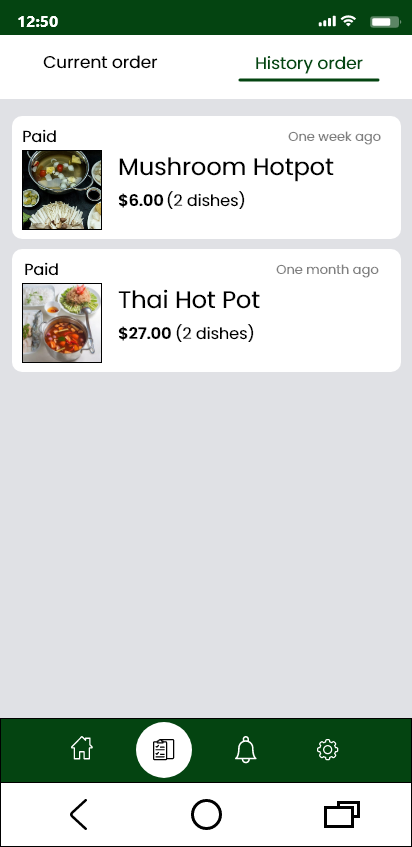 12:50
Current order
History order
Paid
One week ago
Mushroom Hotpot
$6.00 (2 dishes)
Paid
One month ago
Thai Hot Pot
$27.00 (2 dishes)